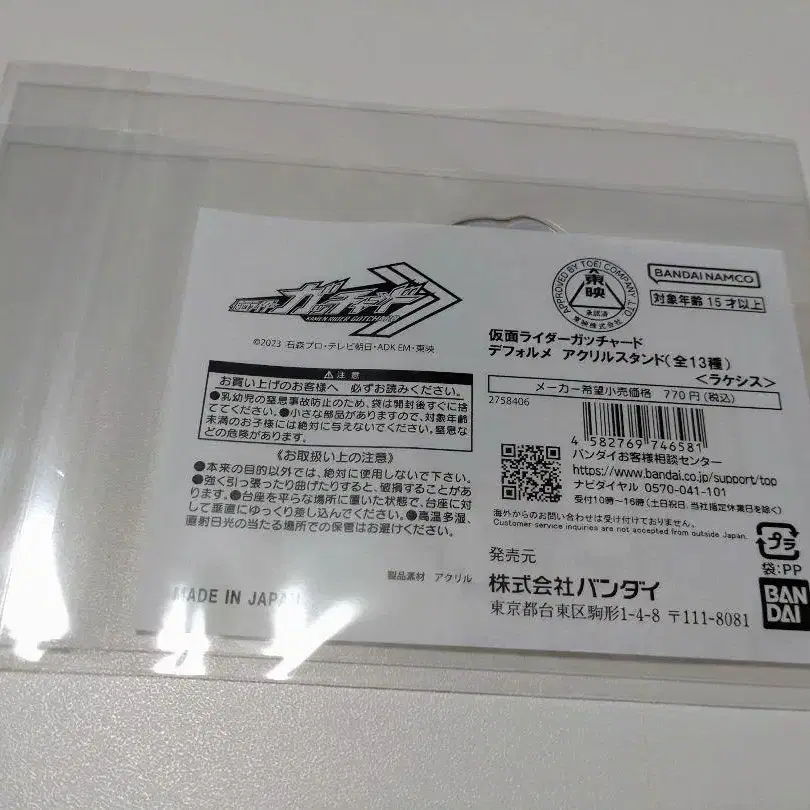 仮面ライダー
ガッチャード
KAMEN RIDER GOTCHARD
©2023 石森プロ・テレビ朝日・ADK EM・東映
⚠注意
お買い上げのお客様へ 必ずお読みください。
●乳幼児の窒息事故防止のため、袋は開封後すぐに捨
ててください。●小さな部品がありますので、対象年齢
未満のお子様には絶対に与えないでください。窒息な
どの危険があります。
《お取扱い上の注意》
●本来の目的以外では、絶対に使用しないで下さい。
●強く引っ張ったり曲げたりすると、破損することがあ
ります。●台座を平らな場所に置いた状態で、台座に対
して垂直にゆっくり差し込んでください。●高温多湿、
直射日光の当たる場所での保管はお避けください。
製品素材 アクリル
MADE IN JAPAN
APPROVED BY TOEI COMPANY, LTD
東映
承認済
東映株式会社
BANDAI NAMCO
対象年齢 15才以上
仮面ライダーガッチャード
デフォルメ アクリルスタンド(全13種)
<ラケシス>
メーカー希望小売価格 770円(税込)
2758406
4 582769 746581
バンダイお客様相談センター
https://www.bandai.co.jp/support/top
ナビダイヤル 0570-041-101
受付10時~16時(土日祝日、当社指定休業日を除く)
海外からのお問い合わせは受け付けておりません。
Customer service inquiries are not accepted from outside Japan.
プラ
袋:PP
発売元
株式会社バンダイ
東京都台東区駒形1-4-8 〒111-8081
BAN
DAI